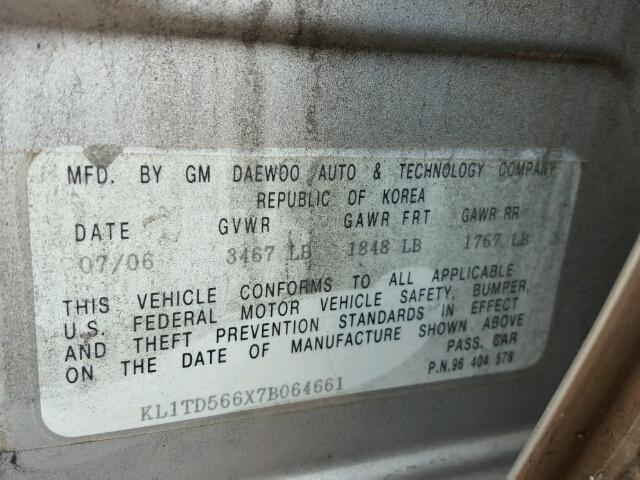 MFD. BY GM DAEWOO AUTO & TECHNOLOGY COMPANY
REPUBLIC OF KOREA
DATE GVWR GAWR FRT GAWR RR
07/06 3467 LB 1848 LB 1767 LB
THIS VEHICLE CONFORMS TO ALL APPLICABLE
U.S. FEDERAL MOTOR VEHICLE SAFETY, BUMPER,
AND THEFT PREVENTION STANDARDS IN EFFECT
ON THE DATE OF MANUFACTURE SHOWN ABOVE
PASS. CAR
P.N.96 404 578
KL1TD566X7B064661